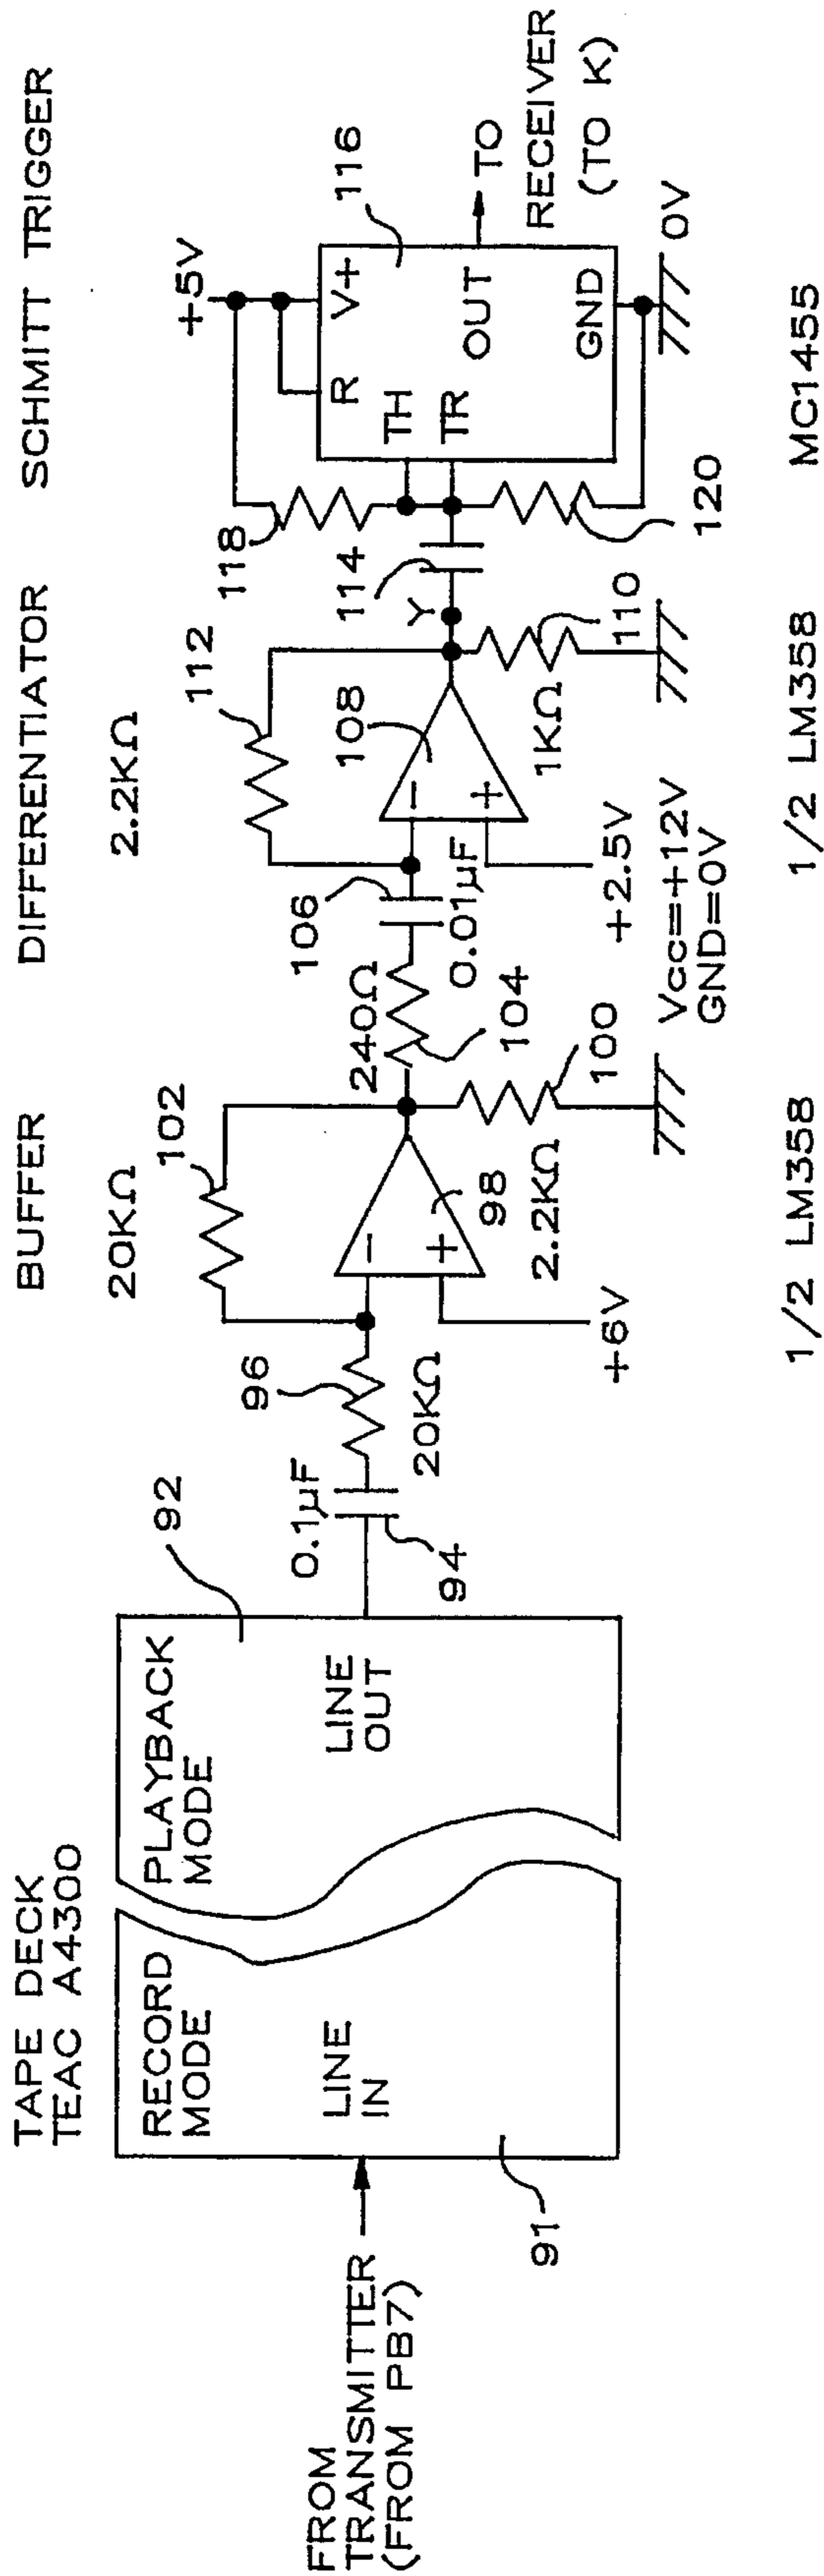 TAPE DECK
TEAC A4300
BUFFER
DIFFERENTIATOR
SCHMITT TRIGGER
FROM
TRANSMITTER
(FROM PB7)
RECORD
MODE
LINE
IN
91
PLAYBACK
MODE
LINE
OUT
92
0.1µF
94
96
20KΩ
20KΩ
102
−
+
98
+6V
2.2KΩ
100
240Ω
104
106
0.01µF
2.2KΩ
112
−
+
108
+2.5V
Vcc=+12V
GND=0V
1KΩ
110
Y
114
118
120
+5V
R
V+
TH
TR
OUT
GND
116
0V
TO
RECEIVER
(TO K)
1/2 LM358
1/2 LM358
MC1455